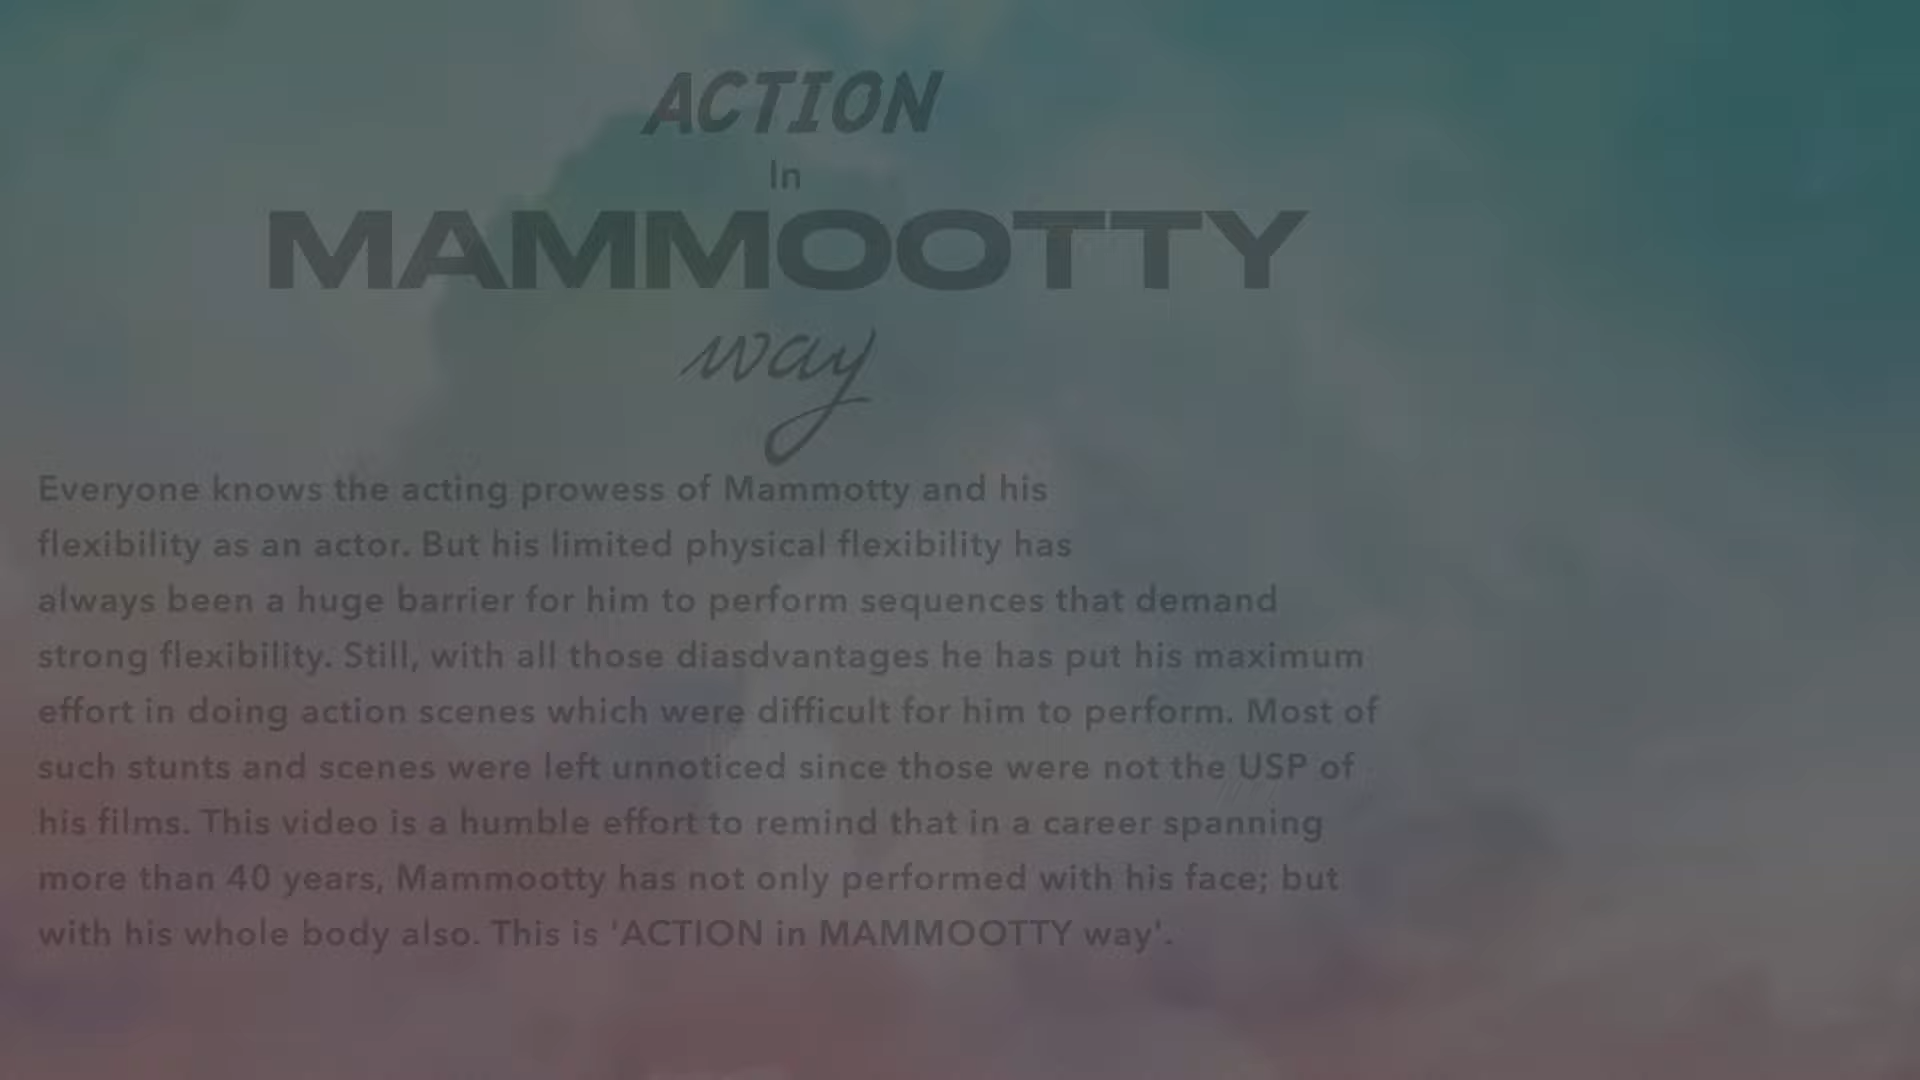 ACTION
In
MAMMOOTTY
way
Everyone knows the acting prowess of Mammotty and his
flexibility as an actor. But his limited physical flexibility has
always been a huge barrier for him to perform sequences that demand
strong flexibility. Still, with all those diasdvantages he has put his maximum
effort in doing action scenes which were difficult for him to perform. Most of
such stunts and scenes were left unnoticed since those were not the USP of
his films. This video is a humble effort to remind that in a career spanning
more than 40 years, Mammootty has not only performed with his face; but
with his whole body also. This is 'ACTION in MAMMOOTTY way'.